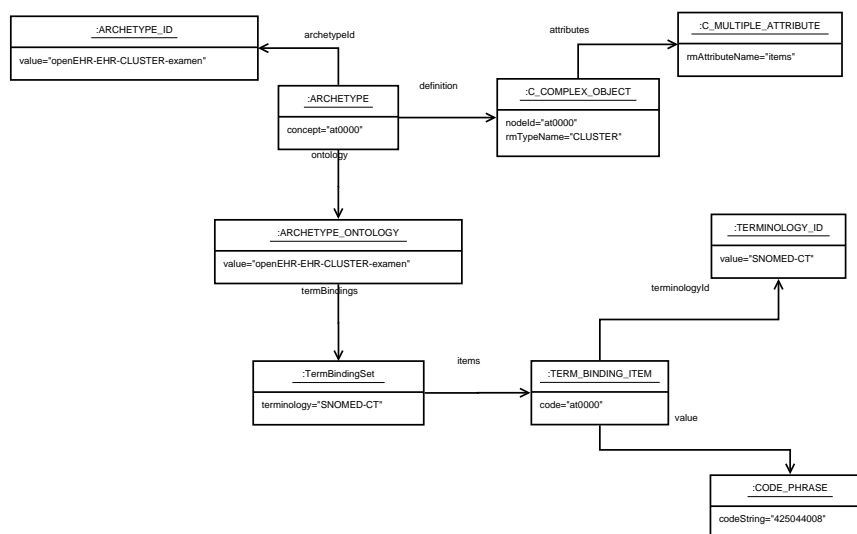 :ARCHETYPE_ID
value="openEHR-EHR-CLUSTER-examen"
archetypeId
attributes
:C_MULTIPLE_ATTRIBUTE
rmAttributeName="items"
:ARCHETYPE
concept="at0000"
definition
:C_COMPLEX_OBJECT
nodeId="at0000"
rmTypeName="CLUSTER"
ontology
:ARCHETYPE_ONTOLOGY
value="openEHR-EHR-CLUSTER-examen"
termBindings
:TERMINOLOGY_ID
value="SNOMED-CT"
terminologyId
:TermBindingSet
terminology="SNOMED-CT"
items
:TERM_BINDING_ITEM
code="at0000"
value
:CODE_PHRASE
codeString="425044008"